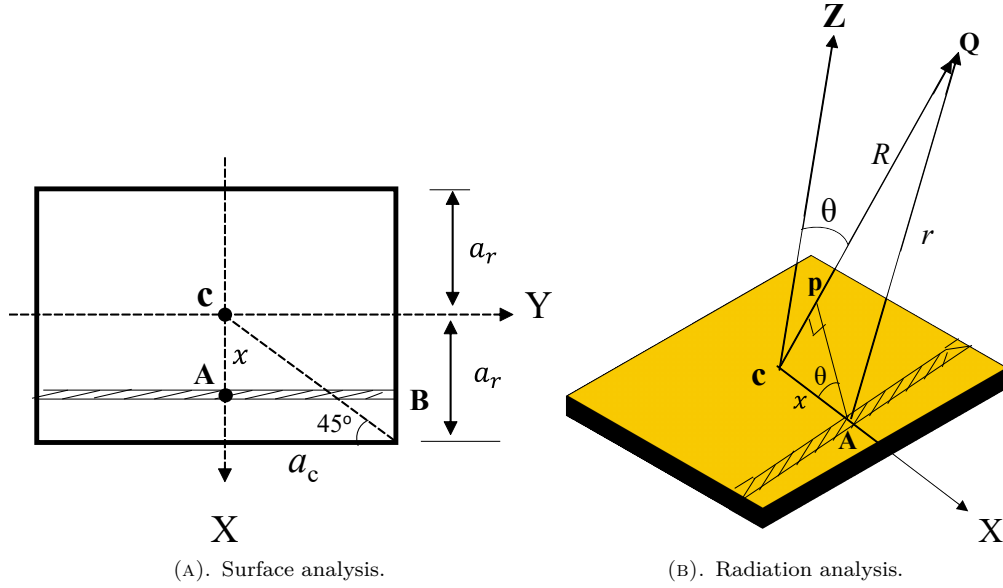 Z
Q
R
θ
r
a_r
c
Y
p
x
A
B
a_r
45°
a_c
X
c
θ
x
A
X
(A). Surface analysis.
(B). Radiation analysis.